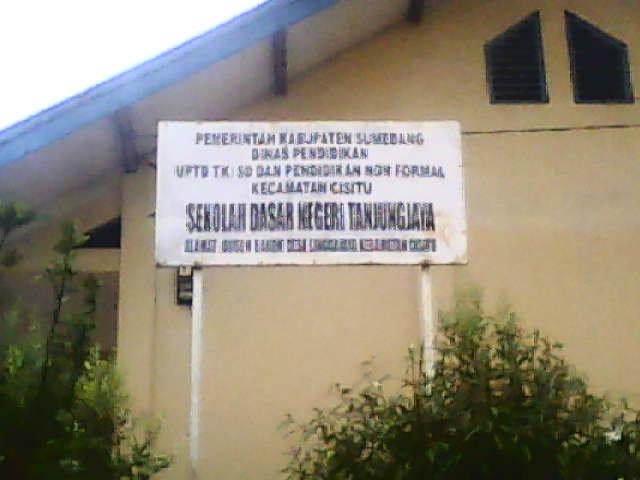 PEMERINTAH KABUPATEN SUMEDANG
DINAS PENDIDIKAN
UPTD TK/SD DAN PENDIDIKAN NON FORMAL
KECAMATAN CISITU
SEKOLAH DASAR NEGERI TANJUNGJAYA
ALAMAT DUSUN DESA KECAMATAN CISITU